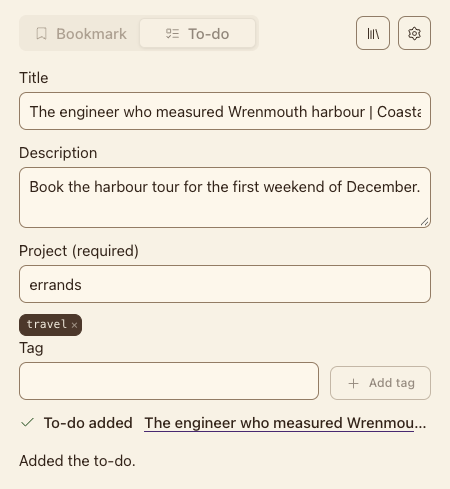 Bookmark To-do
Title
The engineer who measured Wrenmouth harbour | Coasta
Description
Book the harbour tour for the first weekend of December.
Project (required)
errands
travel ×
Tag
+ Add tag
✓ To-do added The engineer who measured Wrenmou...
Added the to-do.